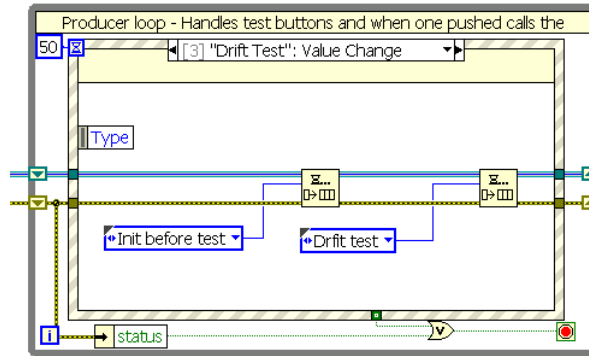 Producer loop - Handles test buttons and when one pushed calls the
50
[3] "Drift Test": Value Change
Type
Init before test
Drfit test
i
status